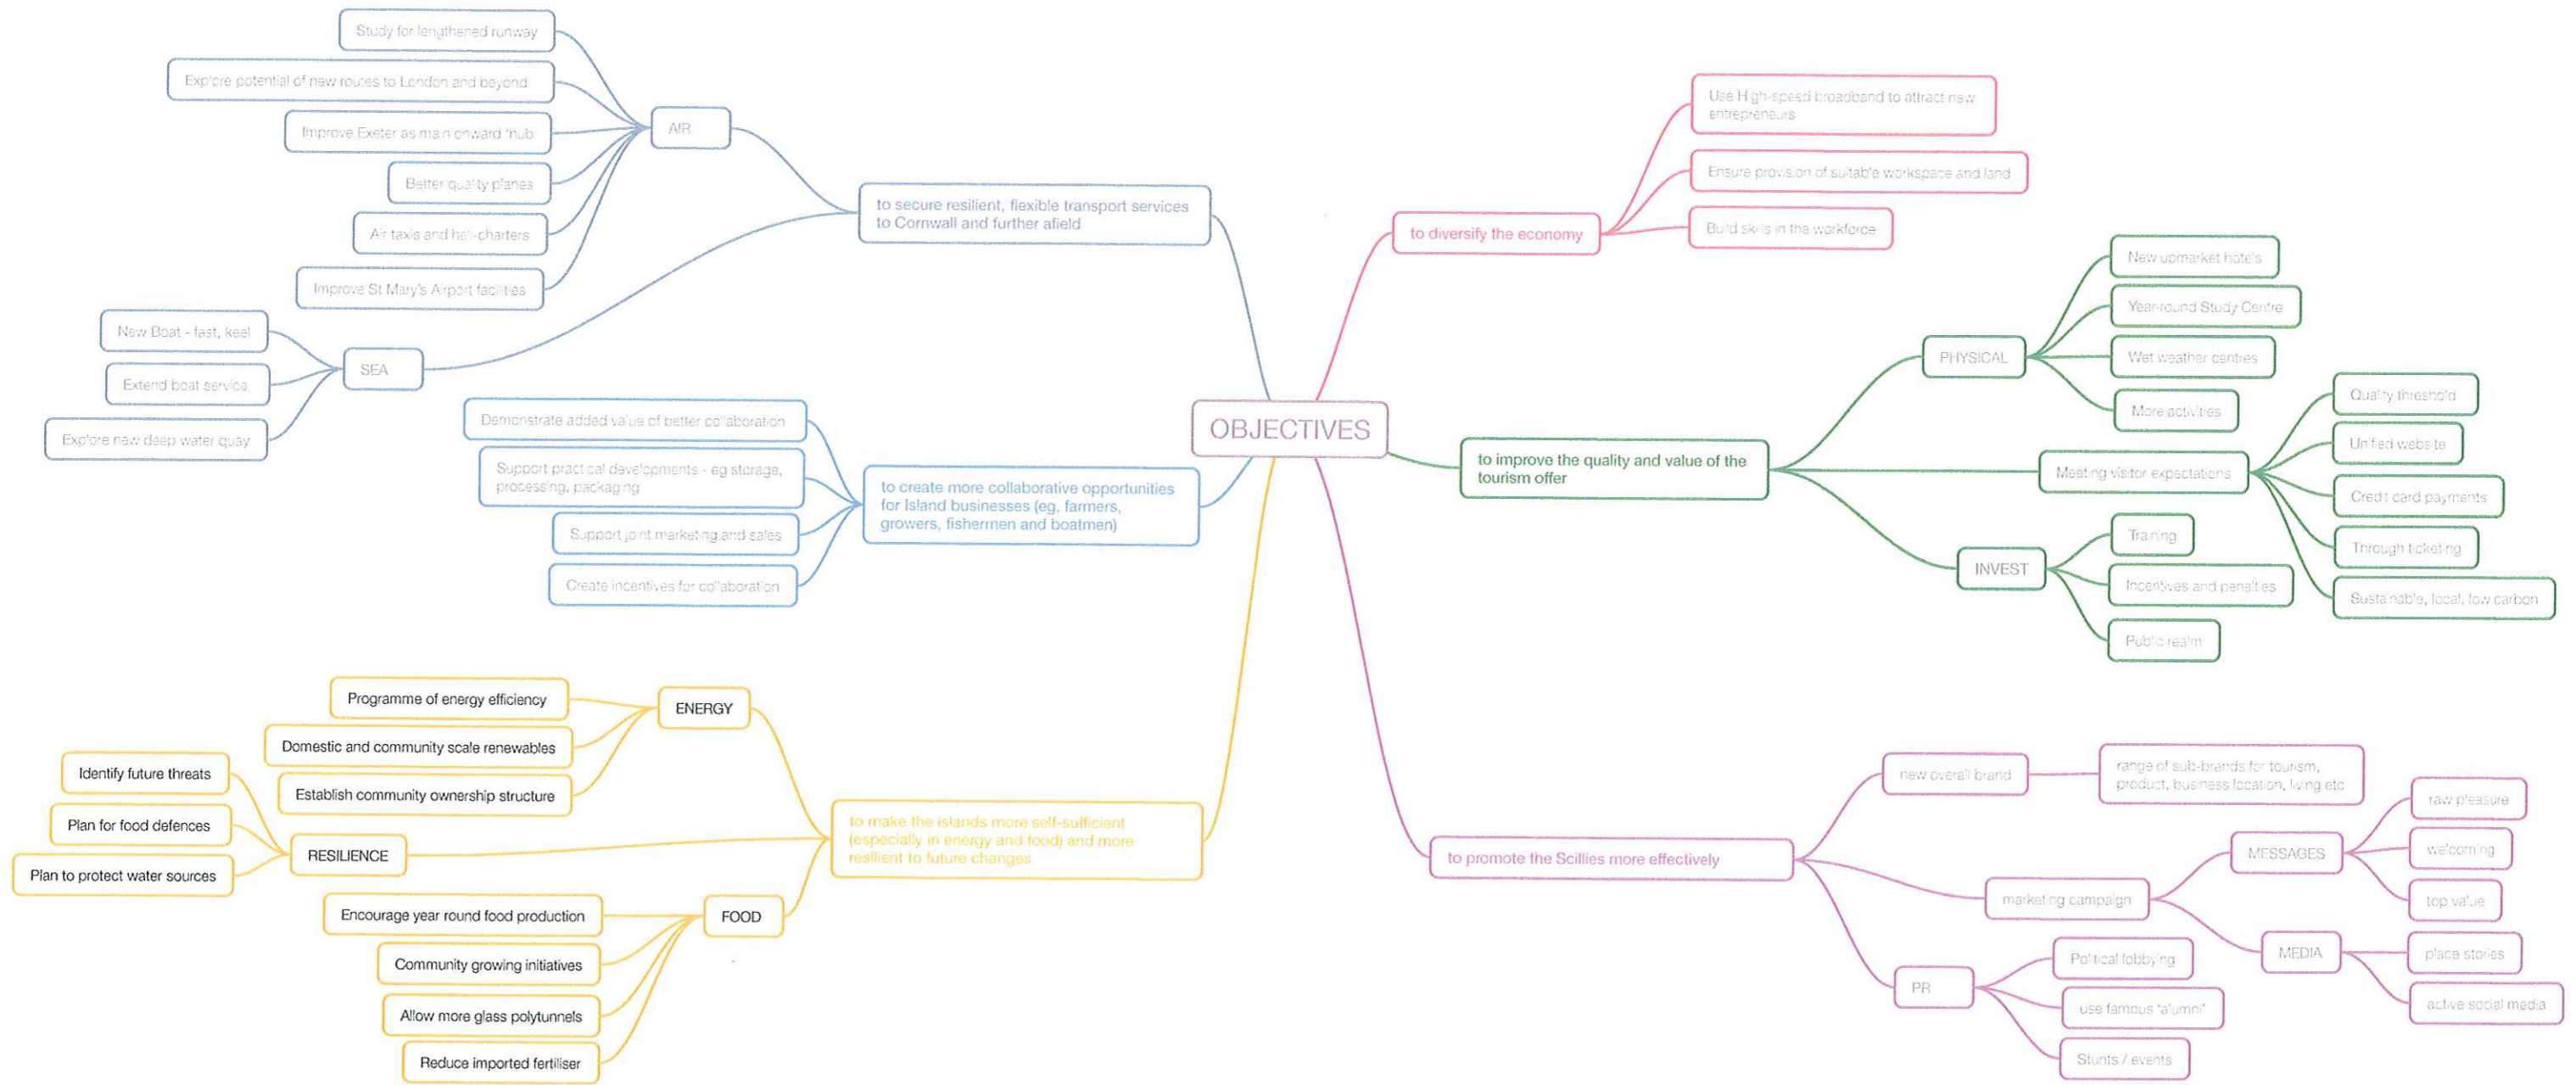 Study for lengthened runway
Explore potential of new routes to London and beyond
Improve Exeter as main onward 'hub
Better quality planes
Air taxis and heli-charters
Improve St Mary's Airport facilities
AIR
New Boat - fast, keel
Extend boat service
Explore new deep water quay
SEA
to secure resilient, flexible transport services
to Cornwall and further afield
Demonstrate added value of better collaboration
Support practical developments - eg storage,
processing, packaging
Support joint marketing and sales
Create incentives for collaboration
to create more collaborative opportunities
for Island businesses (eg, farmers,
growers, fishermen and boatmen)
Programme of energy efficiency
Domestic and community scale renewables
Establish community ownership structure
ENERGY
Identify future threats
Plan for food defences
Plan to protect water sources
RESILIENCE
Encourage year round food production
Community growing initiatives
Allow more glass polytunnels
Reduce imported fertiliser
FOOD
to make the islands more self-sufficient
(especially in energy and food) and more
resilient to future changes
OBJECTIVES
to diversify the economy
Use High-speed broadband to attract new
entrepreneurs
Ensure provision of suitable workspace and land
Build skills in the workforce
to improve the quality and value of the
tourism offer
PHYSICAL
New upmarket hotels
Year-round Study Centre
Wet weather centres
More activities
Meeting visitor expectations
Quality threshold
Unified website
Credit card payments
Through ticketing
Sustainable, local, low carbon
INVEST
Training
Incentives and penalties
Public realm
to promote the Scillies more effectively
new overall brand
range of sub-brands for tourism,
product, business location, living etc
marketing campaign
MESSAGES
raw pleasure
welcoming
top value
MEDIA
place stories
active social media
PR
Political lobbying
use famous 'alumni'
Stunts / events